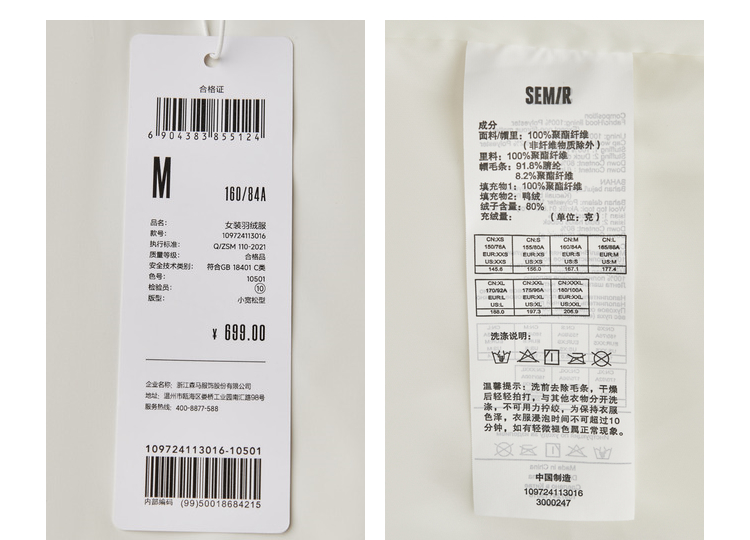 合格证
6 904383 855124
M
160/84A
品名: 女装羽绒服
款号: 109724113016
执行标准: Q/ZSM 110-2021
质量等级: 合格品
安全技术类别: 符合GB 18401 C类
色号: 10501
检验员: 10
版型: 小宽松型
¥ 699.00
企业名称: 浙江森马服饰股份有限公司
地址: 温州市瓯海区娄桥工业园南汇路98号
服务热线: 400-8877-588
109724113016-10501
内部编码 (99)50018684215
SEM/R
成分
面料/帽里: 100%聚酯纤维
(非纤维物质除外)
里料: 100%聚酯纤维
帽毛条: 91.8%腈纶
8.2%聚酯纤维
填充物1: 100%聚酯纤维
填充物2: 鸭绒
绒子含量: 80%
充绒量: (单位: 克)
CN:XS CN:S CN:M CN:L
150/76A 155/80A 160/84A 165/88A
EUR:XXS EUR:XS EUR:S EUR:M
US:XXS US:XS US:S US:M
145.6 156.0 167.1 177.4
CN:XL CN:XXL CN:XXXL
170/92A 175/96A 180/100A
EUR:L EUR:XL EUR:XXL
US:L US:XL US:XXL
188.0 197.3 206.9
洗涤说明:
温馨提示: 洗前去除毛条, 干燥
后轻轻拍打, 与其他衣物分开洗
涤, 不可用力拧绞, 为保持衣服
色泽, 衣服浸泡时间不可超过10
分钟, 如有轻微褪色属正常现象。
中国制造
109724113016
3000247